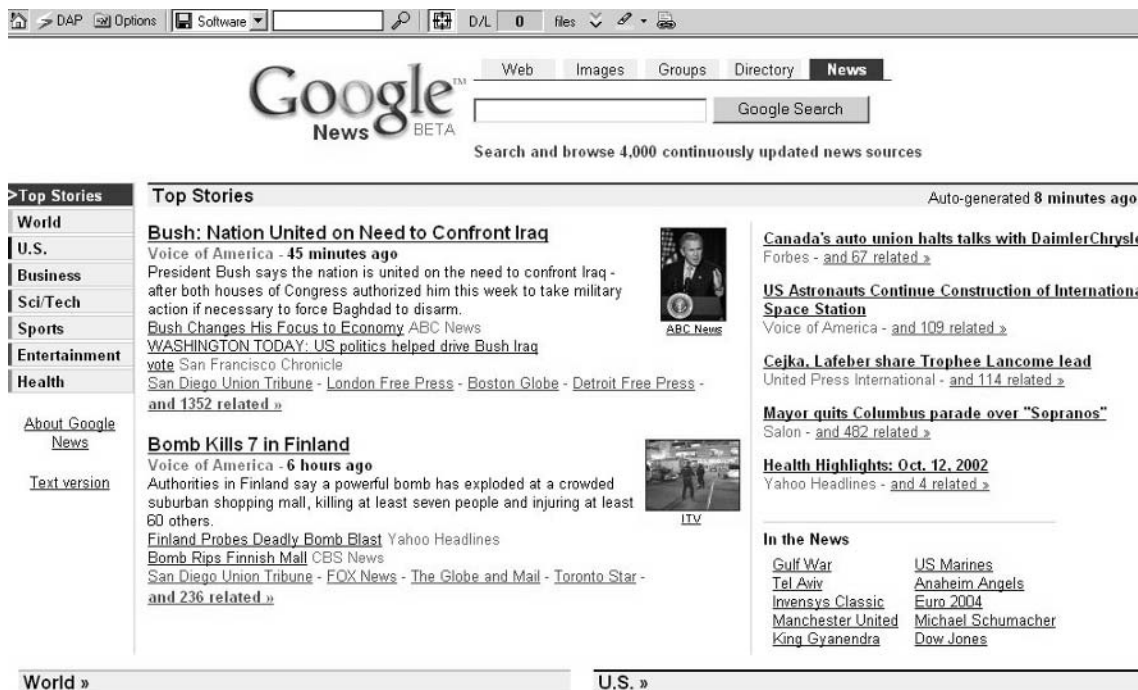 DAP Options Software D/L 0 files
Web Images Groups Directory News
Google™
News BETA
Google Search
Search and browse 4,000 continuously updated news sources
>Top Stories
World
U.S.
Business
Sci/Tech
Sports
Entertainment
Health
About Google
News
Text version
Top Stories
Auto-generated 8 minutes ago
Bush: Nation United on Need to Confront Iraq
Voice of America - 45 minutes ago
President Bush says the nation is united on the need to confront Iraq -
after both houses of Congress authorized him this week to take military
action if necessary to force Baghdad to disarm.
Bush Changes His Focus to Economy ABC News
WASHINGTON TODAY: US politics helped drive Bush Iraq
vote San Francisco Chronicle
San Diego Union Tribune - London Free Press - Boston Globe - Detroit Free Press -
and 1352 related »
ABC News
Bomb Kills 7 in Finland
Voice of America - 6 hours ago
Authorities in Finland say a powerful bomb has exploded at a crowded
suburban shopping mall, killing at least seven people and injuring at least
60 others.
Finland Probes Deadly Bomb Blast Yahoo Headlines
Bomb Rips Finnish Mall CBS News
San Diego Union Tribune - FOX News - The Globe and Mail - Toronto Star -
and 236 related »
ITV
Canada's auto union halts talks with DaimlerChrysle
Forbes - and 67 related »
US Astronauts Continue Construction of Internationa
Space Station
Voice of America - and 109 related »
Cejka, Lafeber share Trophee Lancome lead
United Press International - and 114 related »
Mayor quits Columbus parade over "Sopranos"
Salon - and 482 related »
Health Highlights: Oct. 12, 2002
Yahoo Headlines - and 4 related »
In the News
Gulf War US Marines
Tel Aviv Anaheim Angels
Invensys Classic Euro 2004
Manchester United Michael Schumacher
King Gyanendra Dow Jones
World »
U.S. »